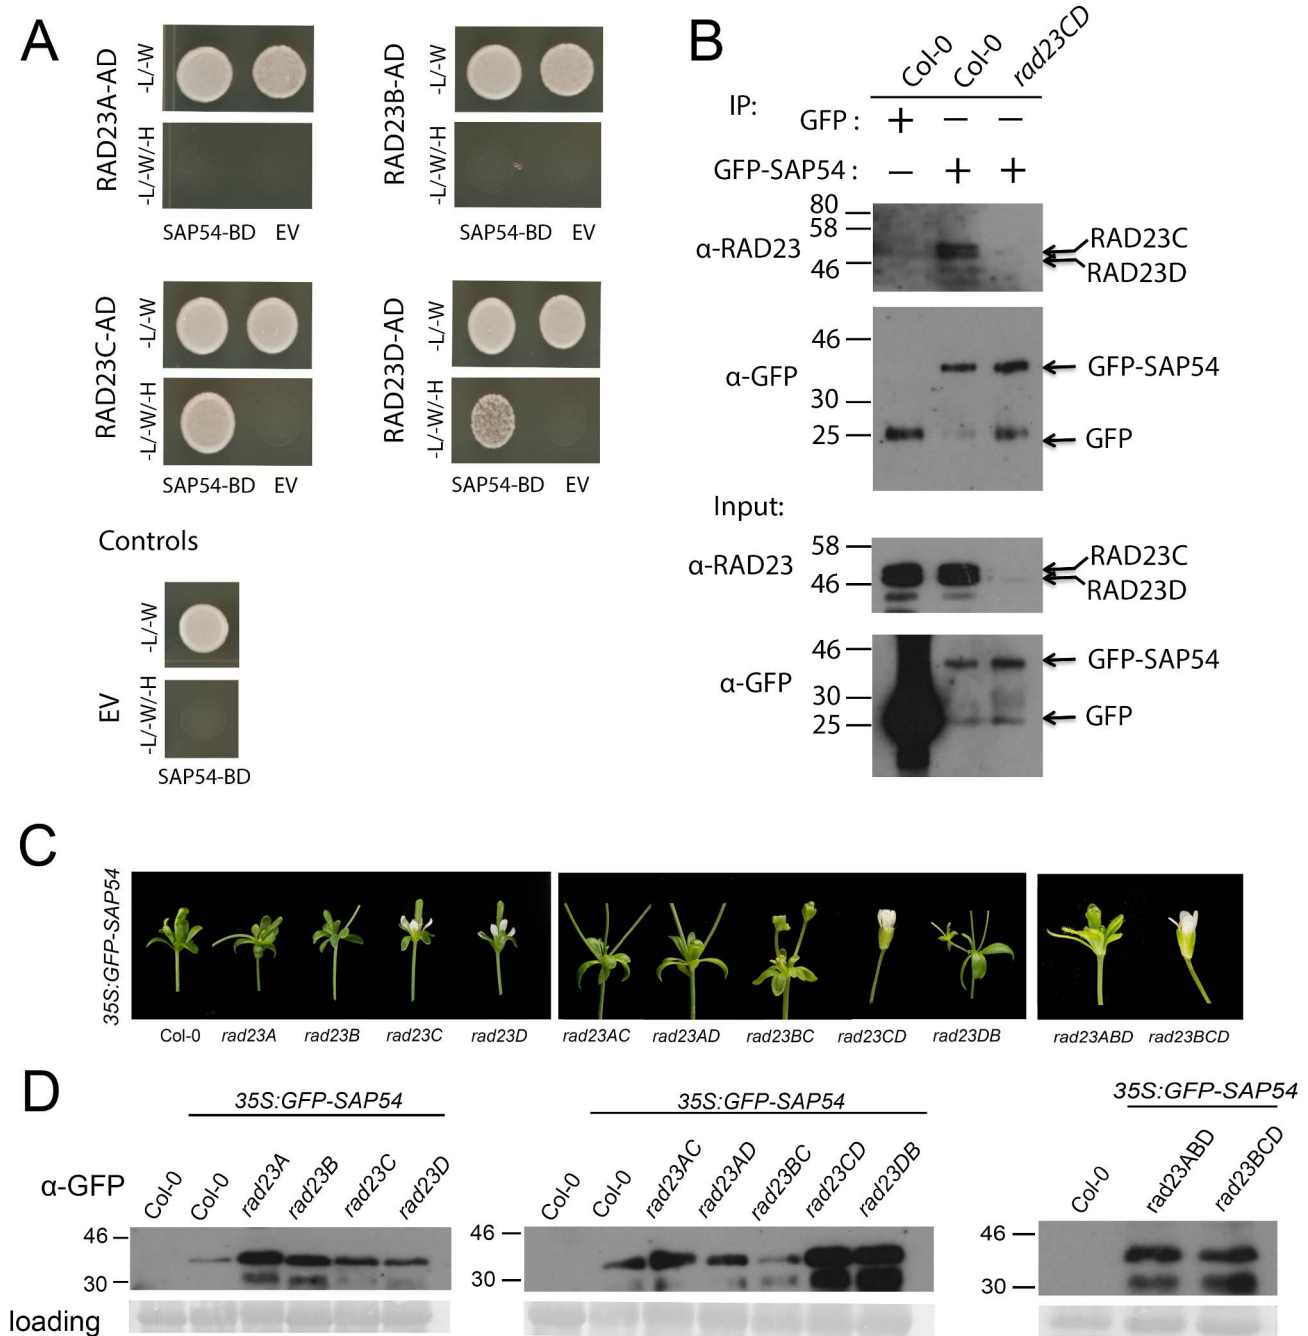 A
RAD23A-AD
-L/-W
-L/-W/-H
SAP54-BD EV
RAD23B-AD
-L/-W
-L/-W/-H
SAP54-BD EV
RAD23C-AD
-L/-W
-L/-W/-H
SAP54-BD EV
RAD23D-AD
-L/-W
-L/-W/-H
SAP54-BD EV
Controls
EV
-L/-W
-L/-W/-H
SAP54-BD
B
Col-0 Col-0 rad23CD
IP:
GFP : + − −
GFP-SAP54 : − + +
α-RAD23
80
58
46
RAD23C
RAD23D
α-GFP
46
30
25
GFP-SAP54
GFP
Input:
α-RAD23
58
46
RAD23C
RAD23D
α-GFP
46
30
25
GFP-SAP54
GFP
C
35S:GFP-SAP54
Col-0 rad23A rad23B rad23C rad23D rad23AC rad23AD rad23BC rad23CD rad23DB rad23ABD rad23BCD
D
35S:GFP-SAP54
α-GFP
Col-0 Col-0 rad23A rad23B rad23C rad23D
46
30
35S:GFP-SAP54
Col-0 Col-0 rad23AC rad23AD rad23BC rad23CD rad23DB
46
30
35S:GFP-SAP54
Col-0 rad23ABD rad23BCD
46
30
loading